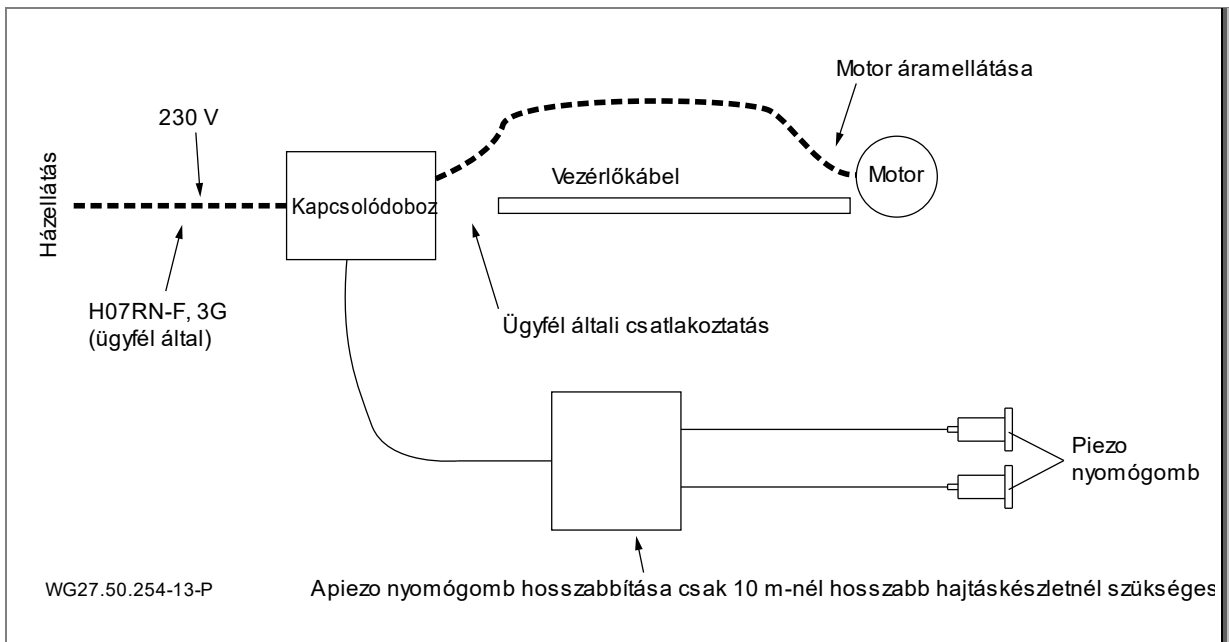 Motor áramellátása
230 V
Házellátás
Kapcsolódoboz
Vezérlőkábel
Motor
H07RN-F, 3G
(ügyfél által)
Ügyfél általi csatlakoztatás
Piezo
nyomógomb
WG27.50.254-13-P
Apiezo nyomógomb hosszabbítása csak 10 m-nél hosszabb hajtáskészletnél szükséges